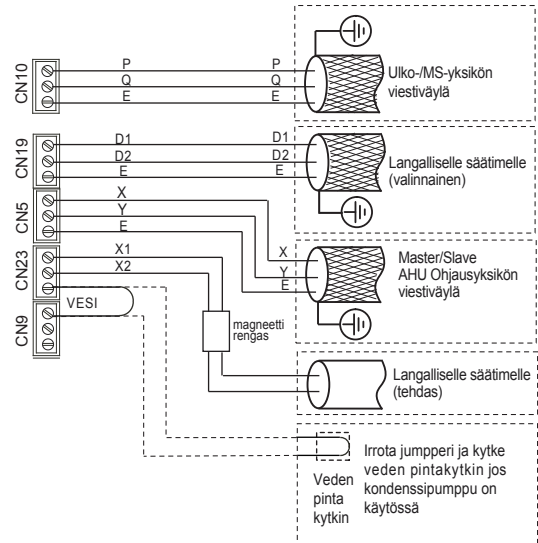 CN10
P
Q
E
P
Q
E
Ulko-/MS-yksikön
viestiväylä
CN19
D1
D2
E
D1
D2
E
Langalliselle säätimelle
(valinnainen)
CN5
X
Y
E
X
Y
E
Master/Slave
AHU Ohjausyksikön
viestiväylä
CN23
X1
X2
VESI
CN9
magneetti
rengas
Langalliselle säätimelle
(tehdas)
Veden
pinta
kytkin
Irrota jumpperi ja kytke
veden pintakytkin jos
kondenssipumppu on
käytössä